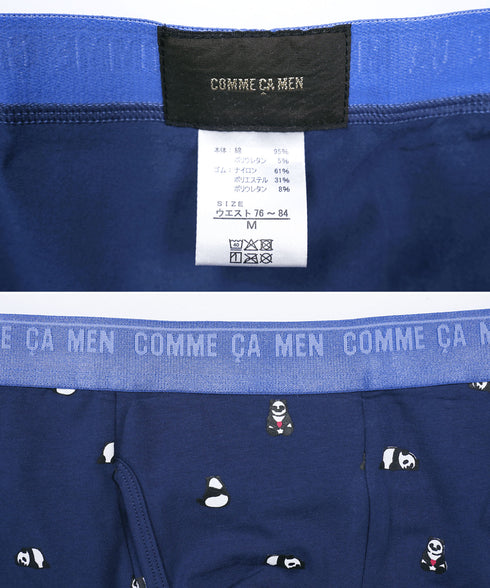 COMME ÇA MEN
本体：綿 95%
ポリウレタン 5%
ゴム：ナイロン 61%
ポリエステル 31%
ポリウレタン 8%
SIZE
ウエスト 76～84
M
COMME ÇA MEN COMME ÇA MEN COMME ÇA M